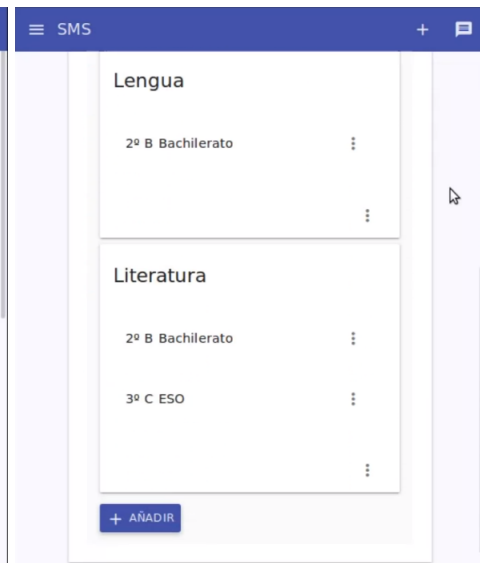 SMS
Lengua
2º B Bachilerato
Literatura
2º B Bachilerato
3º C ESO
+ AÑADIR